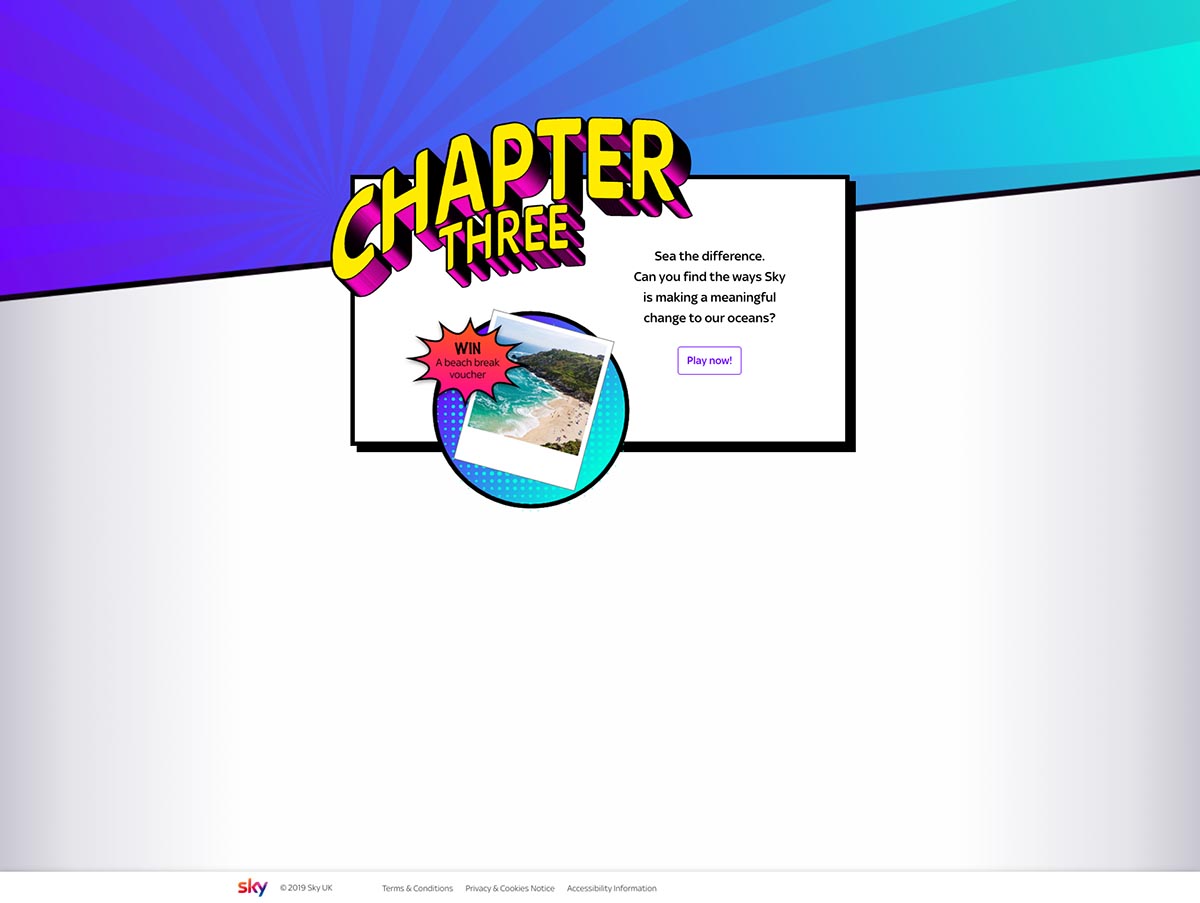 CHAPTER
THREE
Sea the difference.
Can you find the ways Sky
is making a meaningful
change to our oceans?
Play now!
WIN
A beach break
voucher
sky © 2019 Sky UK Terms & Conditions Privacy & Cookies Notice Accessibility Information